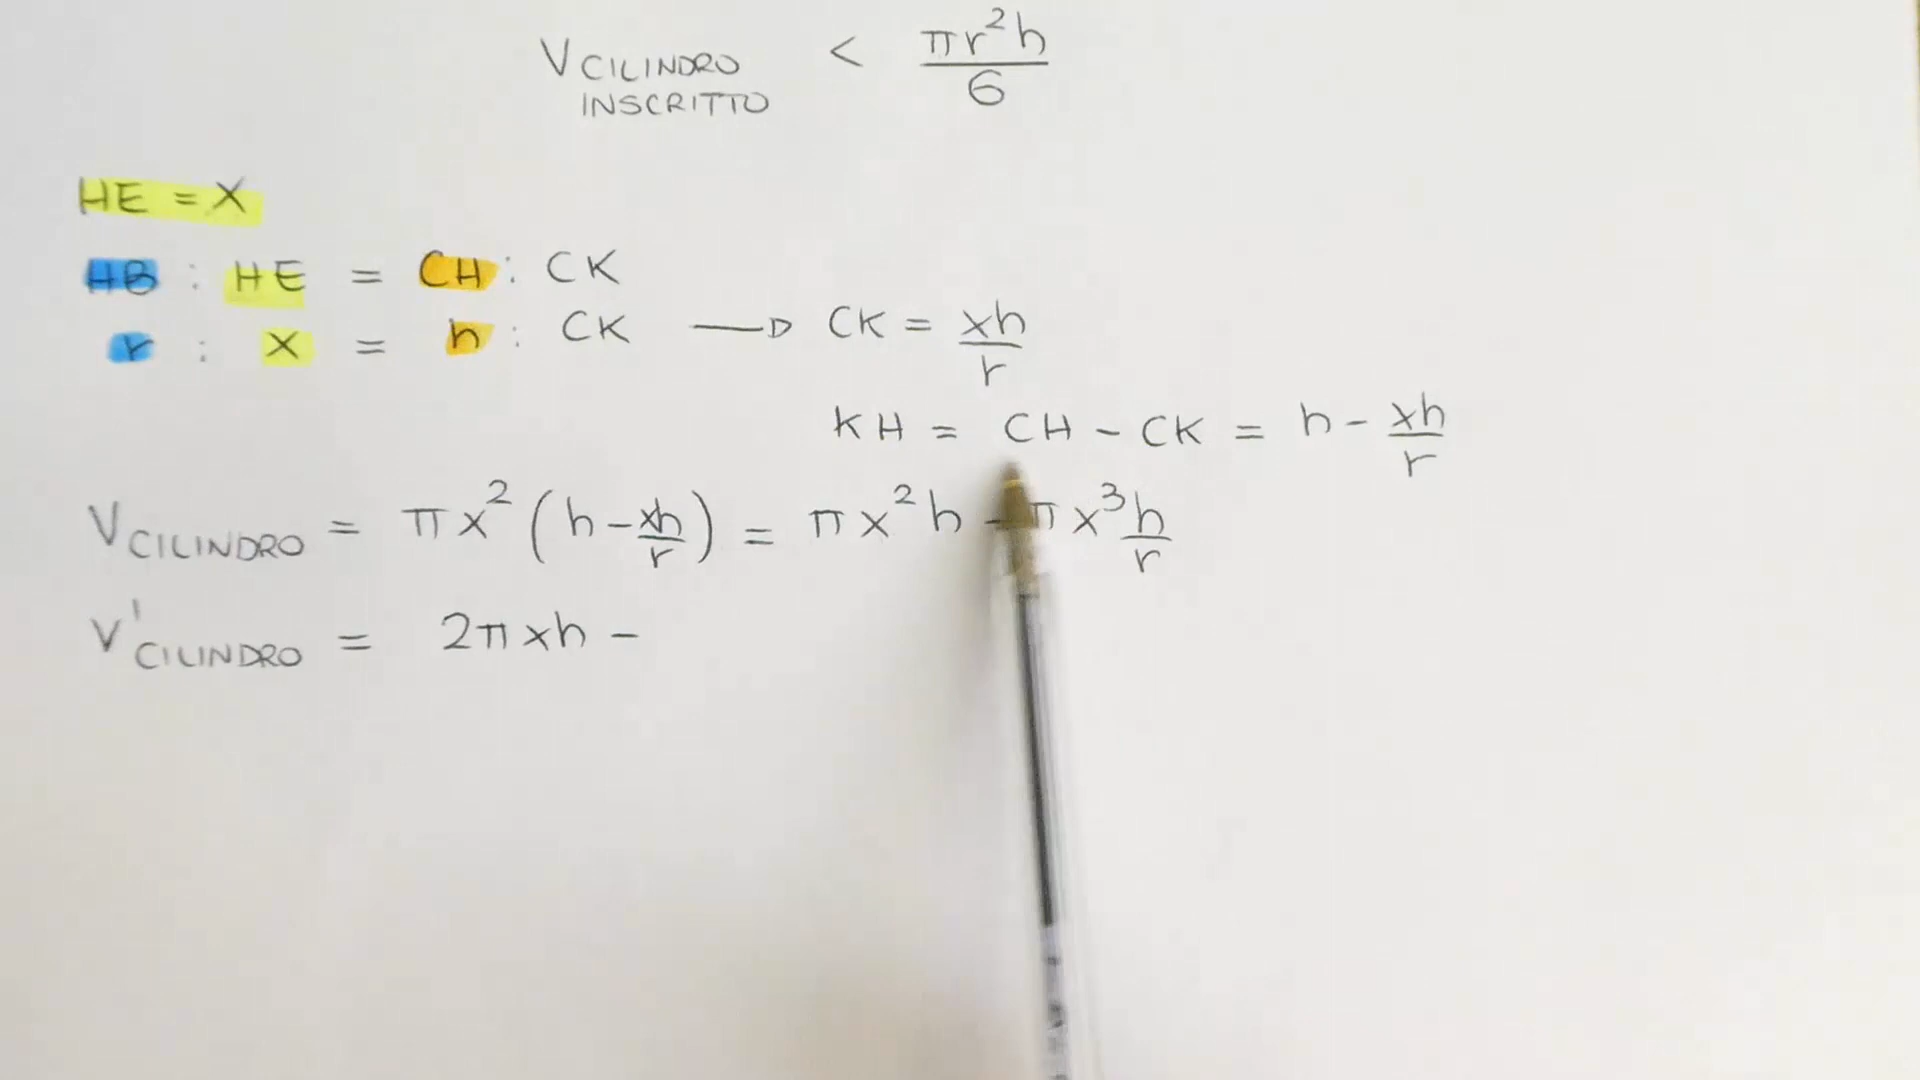 V CILINDRO INSCRITTO < πr²h/6
HE = X
HB : HE = CH : CK
r : x = h : CK → CK = xh/r
KH = CH - CK = h - xh/r
V CILINDRO = πx² (h - xh/r) = πx²h - πx³ h/r
V' CILINDRO = 2πxh -